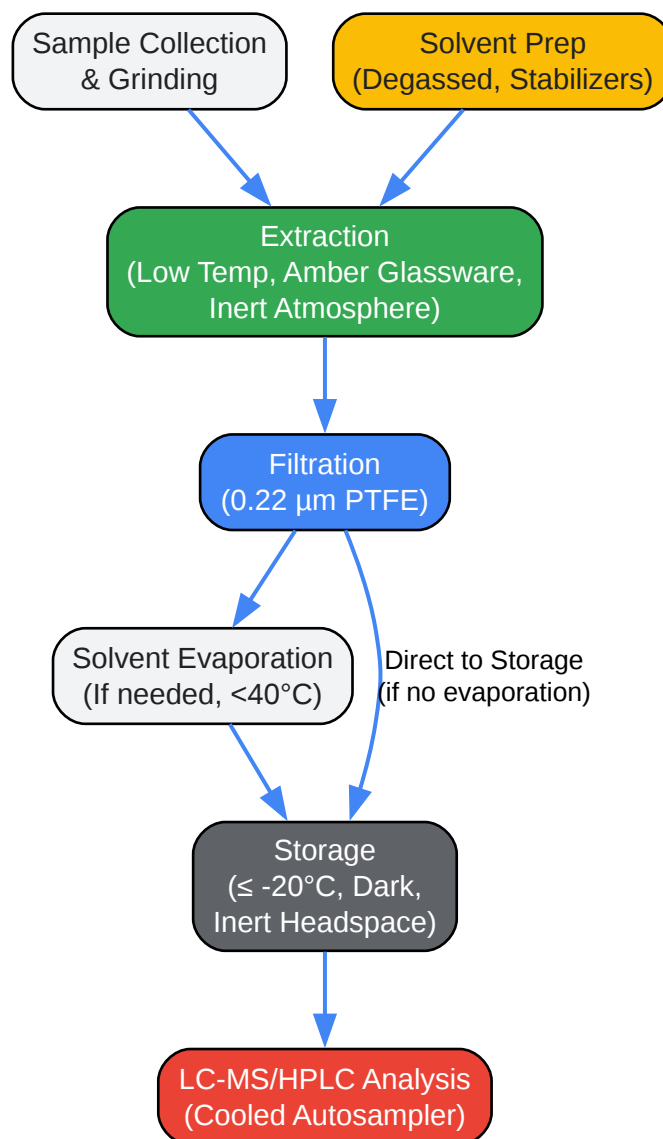 Sample Collection
& Grinding
Solvent Prep
(Degassed, Stabilizers)
Extraction
(Low Temp, Amber Glassware,
Inert Atmosphere)
Filtration
(0.22 µm PTFE)
Solvent Evaporation
(If needed, <40°C)
Direct to Storage
(if no evaporation)
Storage
(≤ -20°C, Dark,
Inert Headspace)
LC-MS/HPLC Analysis
(Cooled Autosampler)